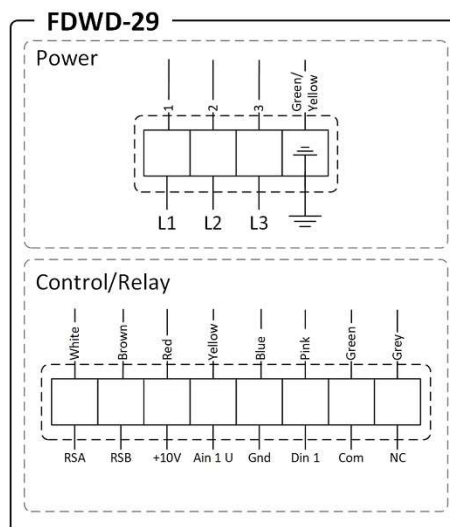 FDWD-29
Power
1 2 3 Green/
Yellow
L1 L2 L3
Control/Relay
White Brown Red Yellow Blue Pink Green Grey
RSA RSB +10V Ain 1 U Gnd Din 1 Com NC